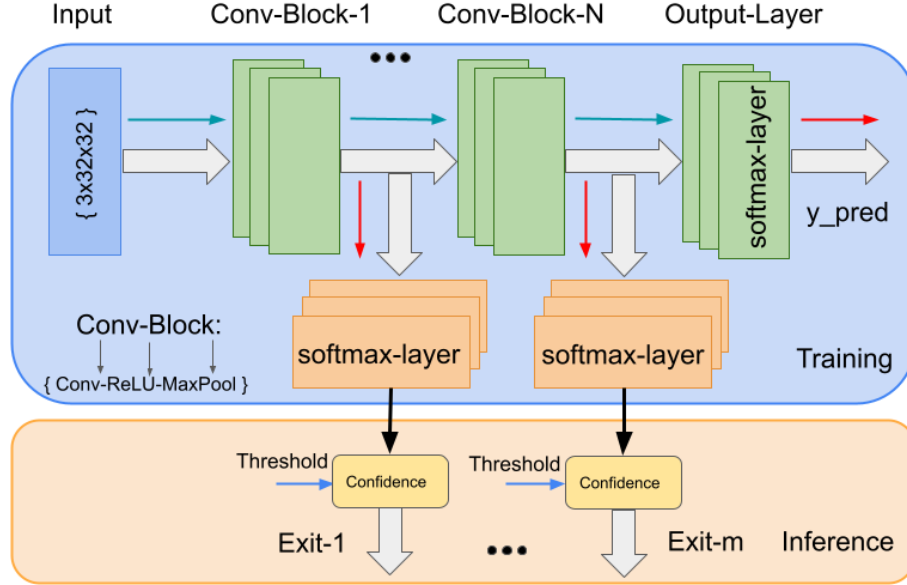 Input
Conv-Block-1
Conv-Block-N
Output-Layer
•••
{ 3x32x32 }
softmax-layer
y_pred
Conv-Block:
{ Conv-ReLU-MaxPool }
softmax-layer
softmax-layer
Training
Threshold
Confidence
Threshold
Confidence
Exit-1
•••
Exit-m
Inference